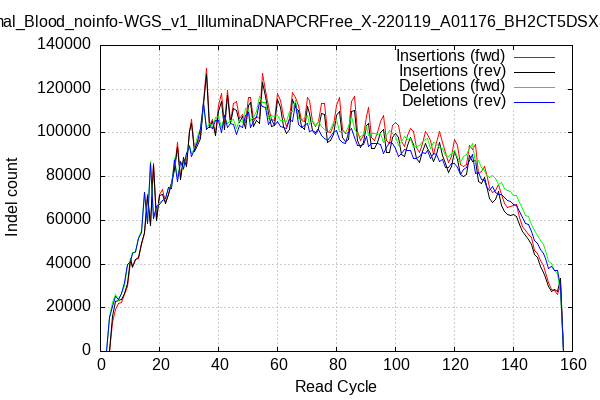 nal_Blood_noinfo-WGS_v1_IlluminaDNAPCRFree_X-220119_A01176_BH2CT5DSX
140000
120000
100000
80000
60000
40000
20000
0
Indel count
Insertions (fwd)
Insertions (rev)
Deletions (fwd)
Deletions (rev)
0 20 40 60 80 100 120 140 160
Read Cycle